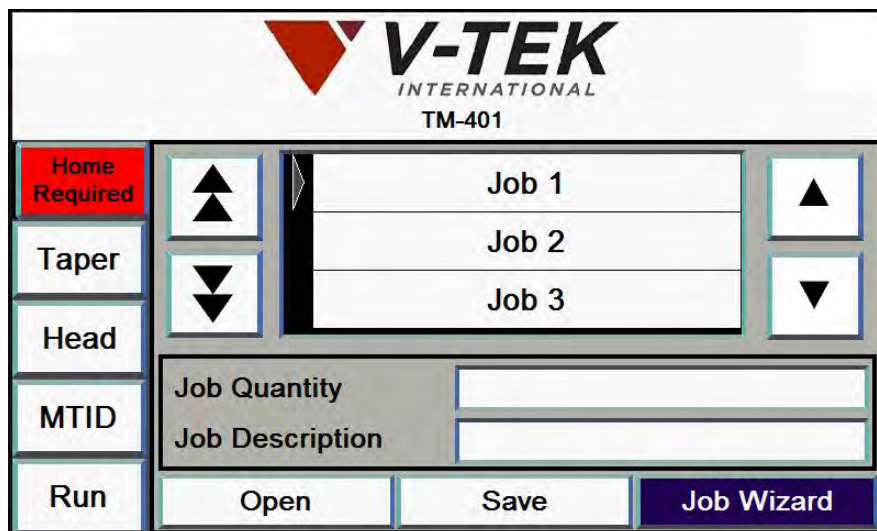 V-TEK
INTERNATIONAL
TM-401
Home
Required
Taper
Head
MTID
Run
Job 1
Job 2
Job 3
Job Quantity
Job Description
Open
Save
Job Wizard